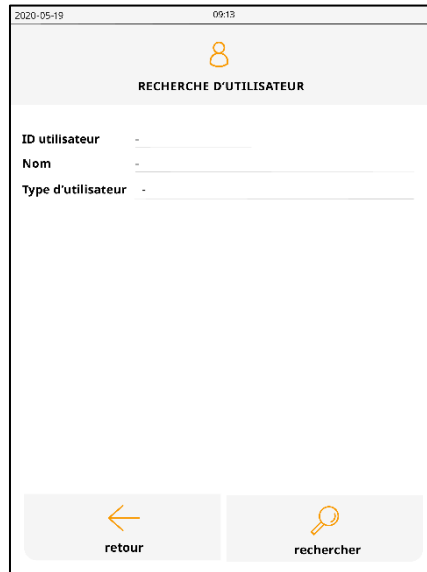 2020-05-19 09:13
RECHERCHE D'UTILISATEUR
ID utilisateur -
Nom -
Type d'utilisateur -
retour rechercher